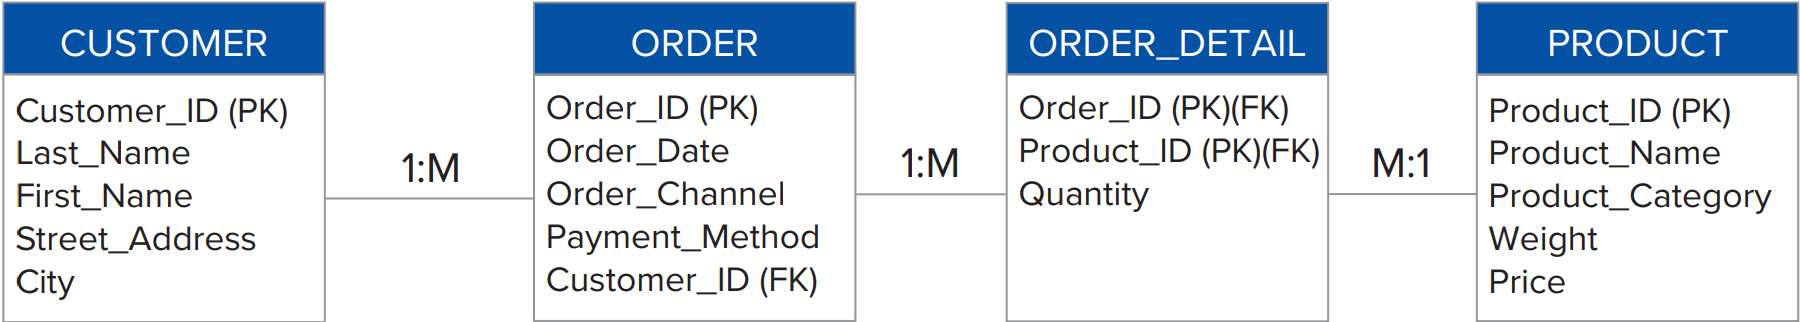 CUSTOMER
Customer_ID (PK)
Last_Name
First_Name
Street_Address
City
1:M
ORDER
Order_ID (PK)
Order_Date
Order_Channel
Payment_Method
Customer_ID (FK)
1:M
ORDER_DETAIL
Order_ID (PK)(FK)
Product_ID (PK)(FK)
Quantity
M:1
PRODUCT
Product_ID (PK)
Product_Name
Product_Category
Weight
Price